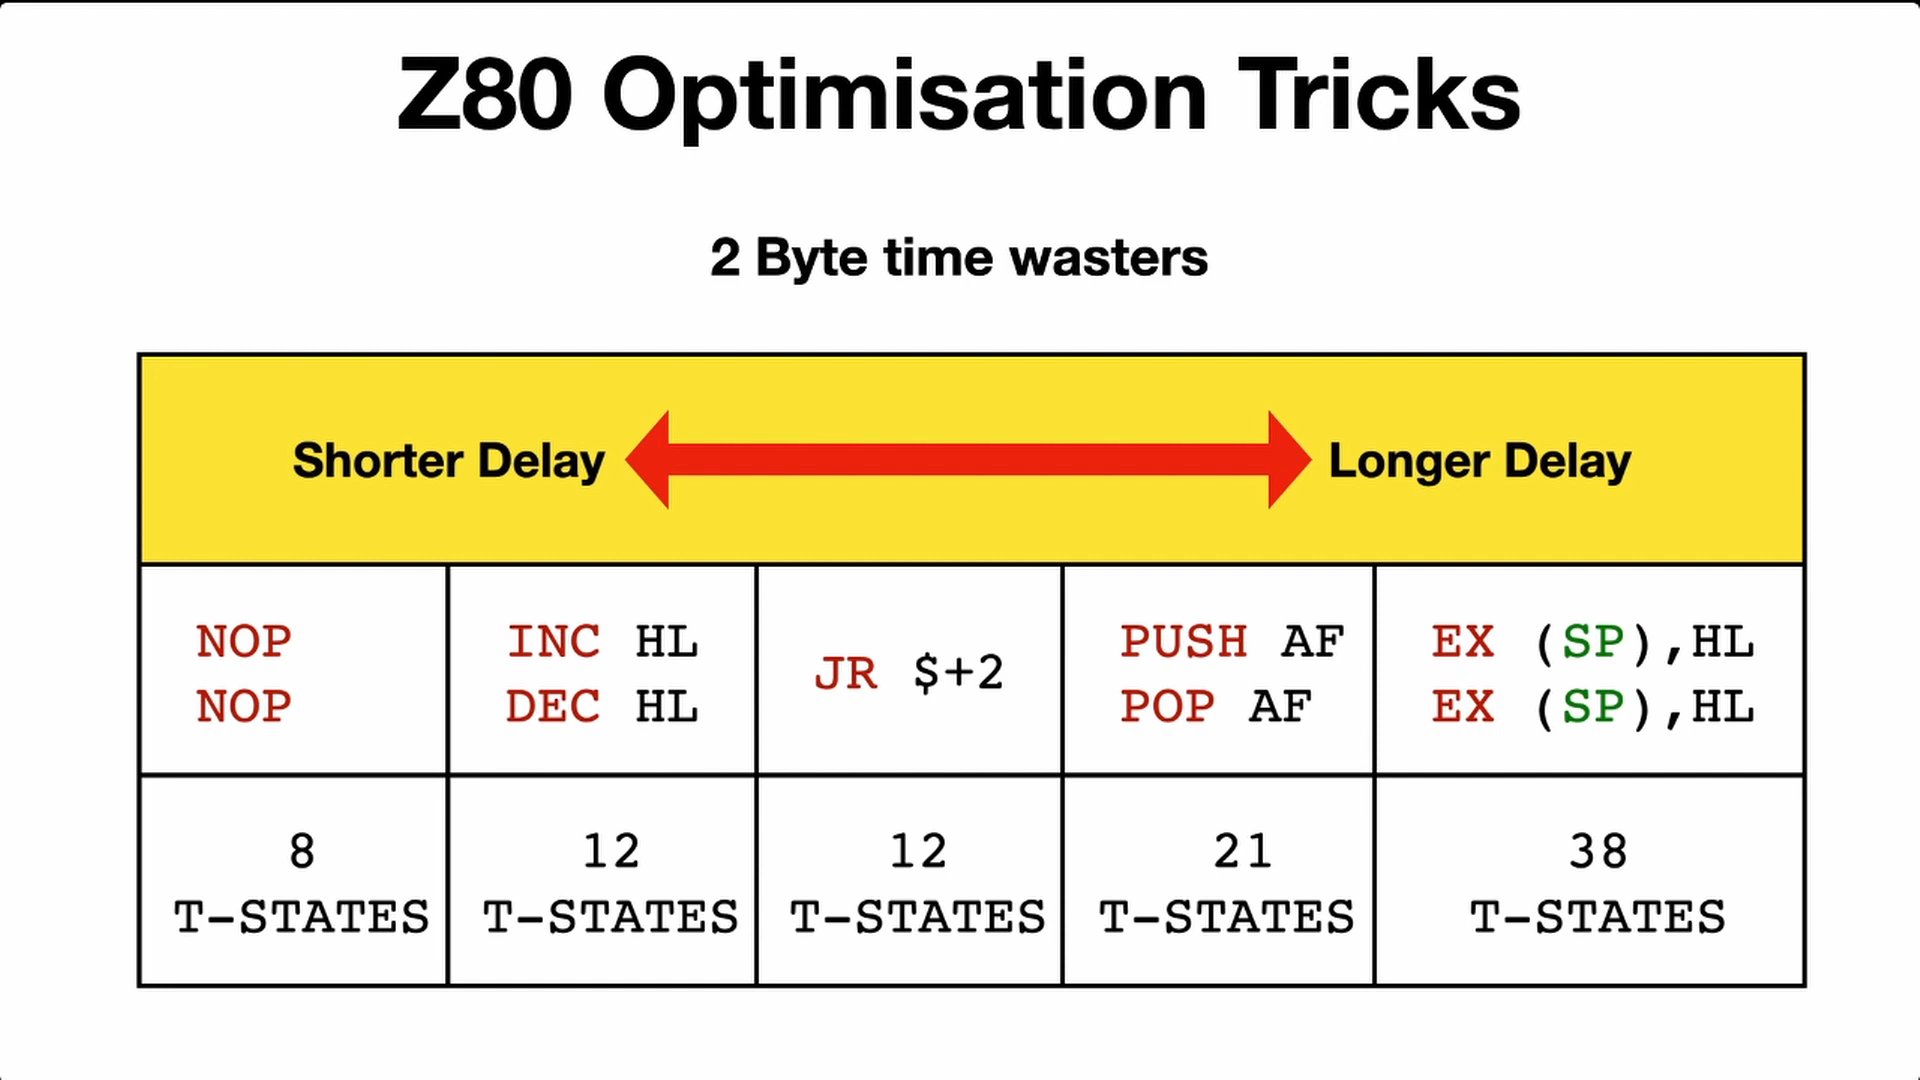 Z80 Optimisation Tricks
2 Byte time wasters
Shorter Delay
Longer Delay
NOP
NOP
INC HL
DEC HL
JR $+2
PUSH AF
POP AF
EX (SP),HL
EX (SP),HL
8
T-STATES
12
T-STATES
12
T-STATES
21
T-STATES
38
T-STATES